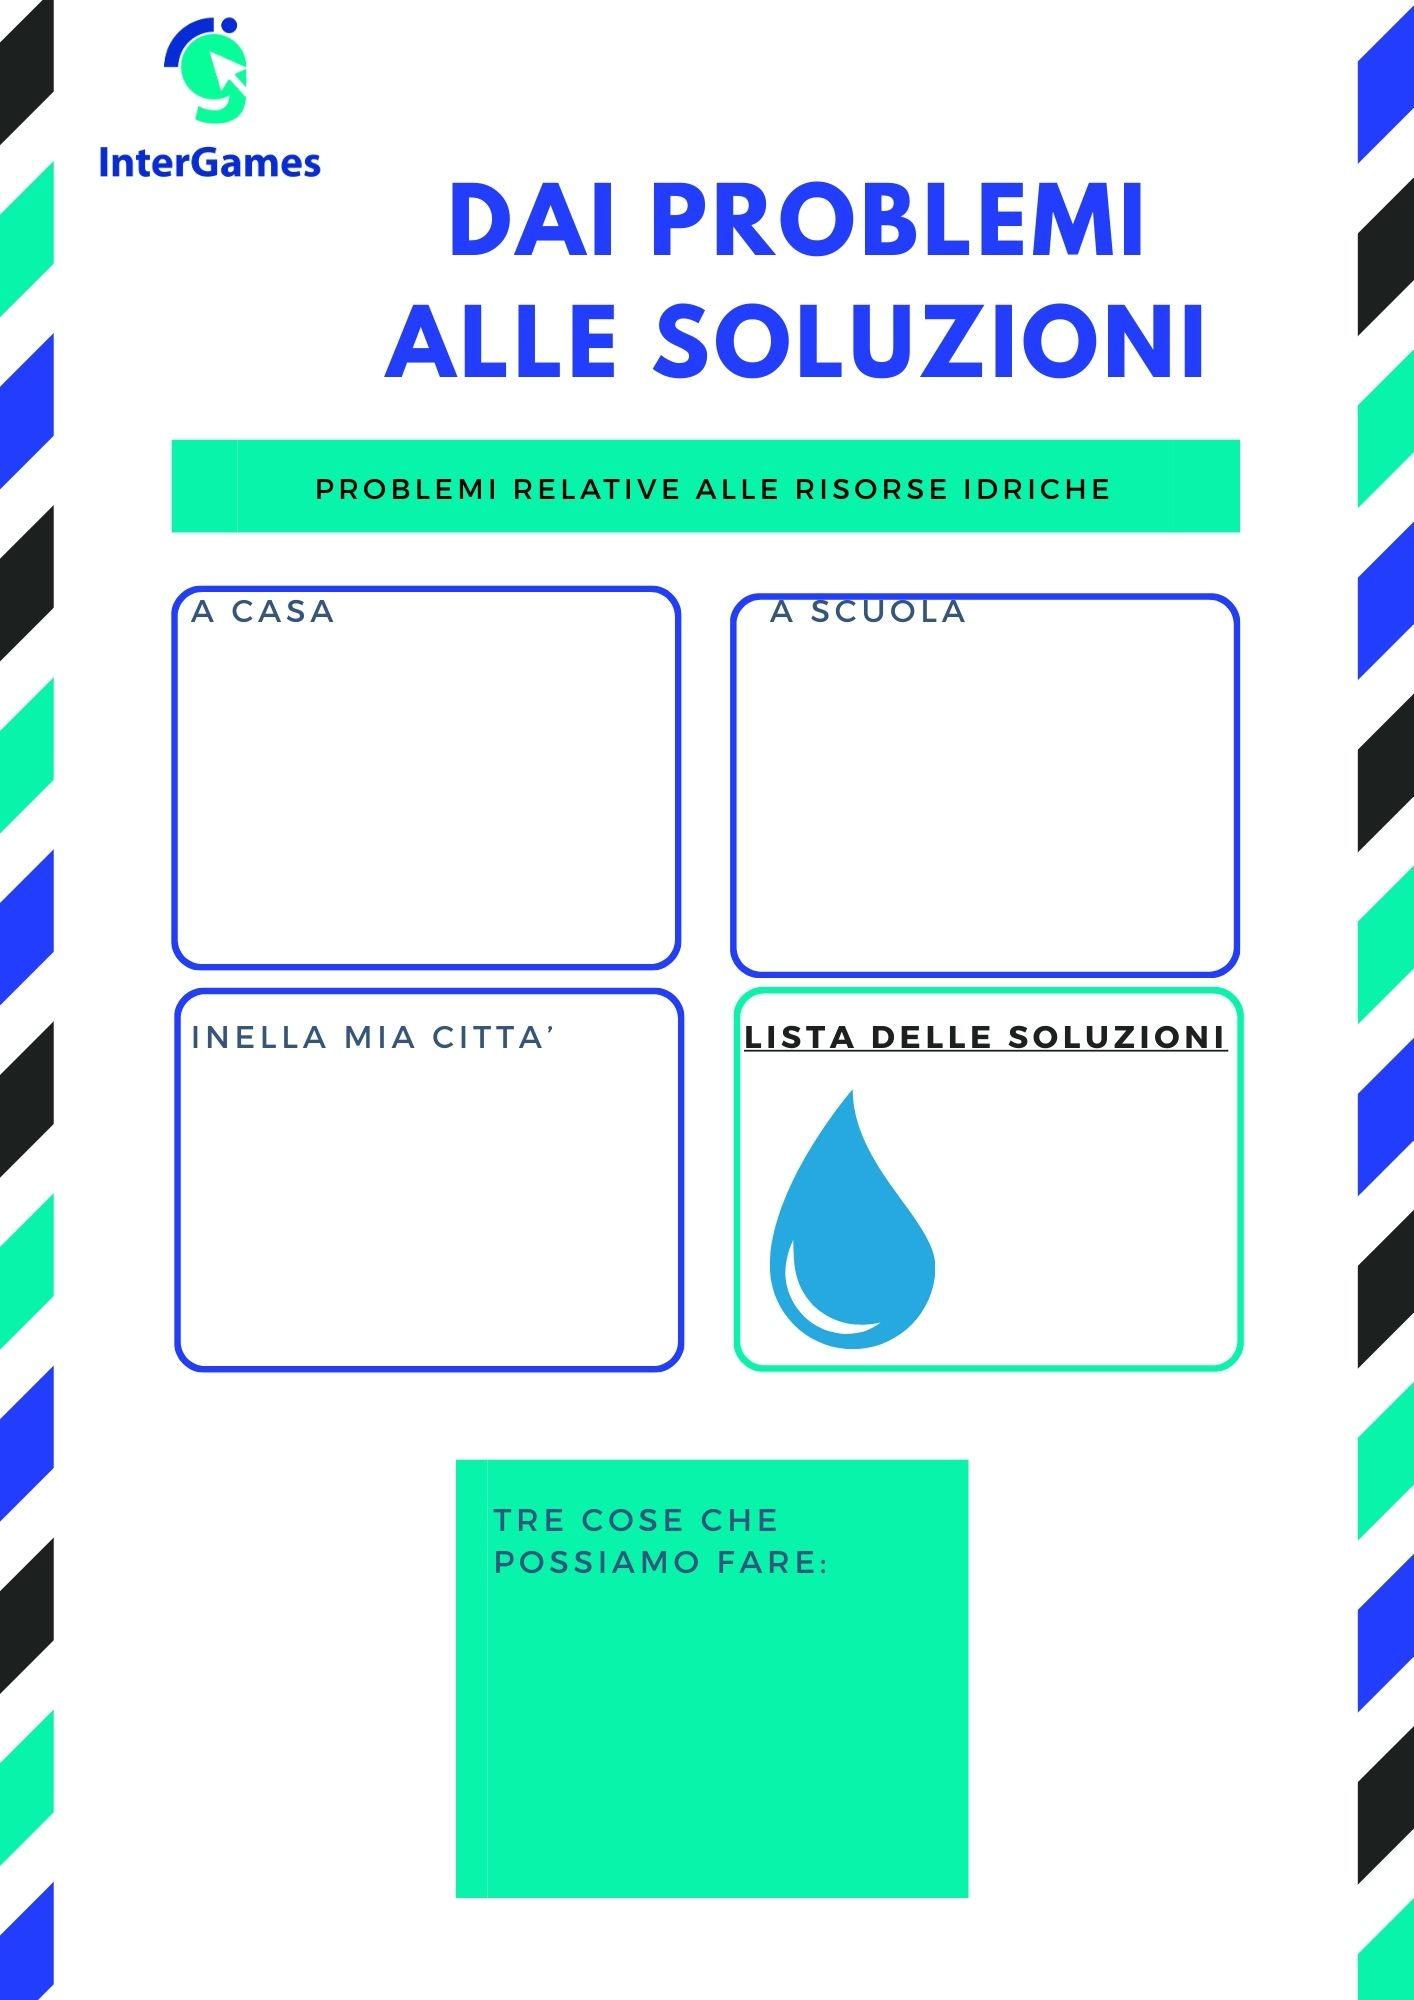 InterGames
DAI PROBLEMI
ALLE SOLUZIONI
PROBLEMI RELATIVE ALLE RISORSE IDRICHE
A CASA
A SCUOLA
INELLA MIA CITTA’
LISTA DELLE SOLUZIONI
TRE COSE CHE
POSSIAMO FARE: